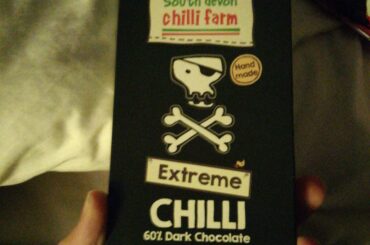 south devon
chilli farm
Hand
made
Extreme
CHILLI
60% Dark Chocolate